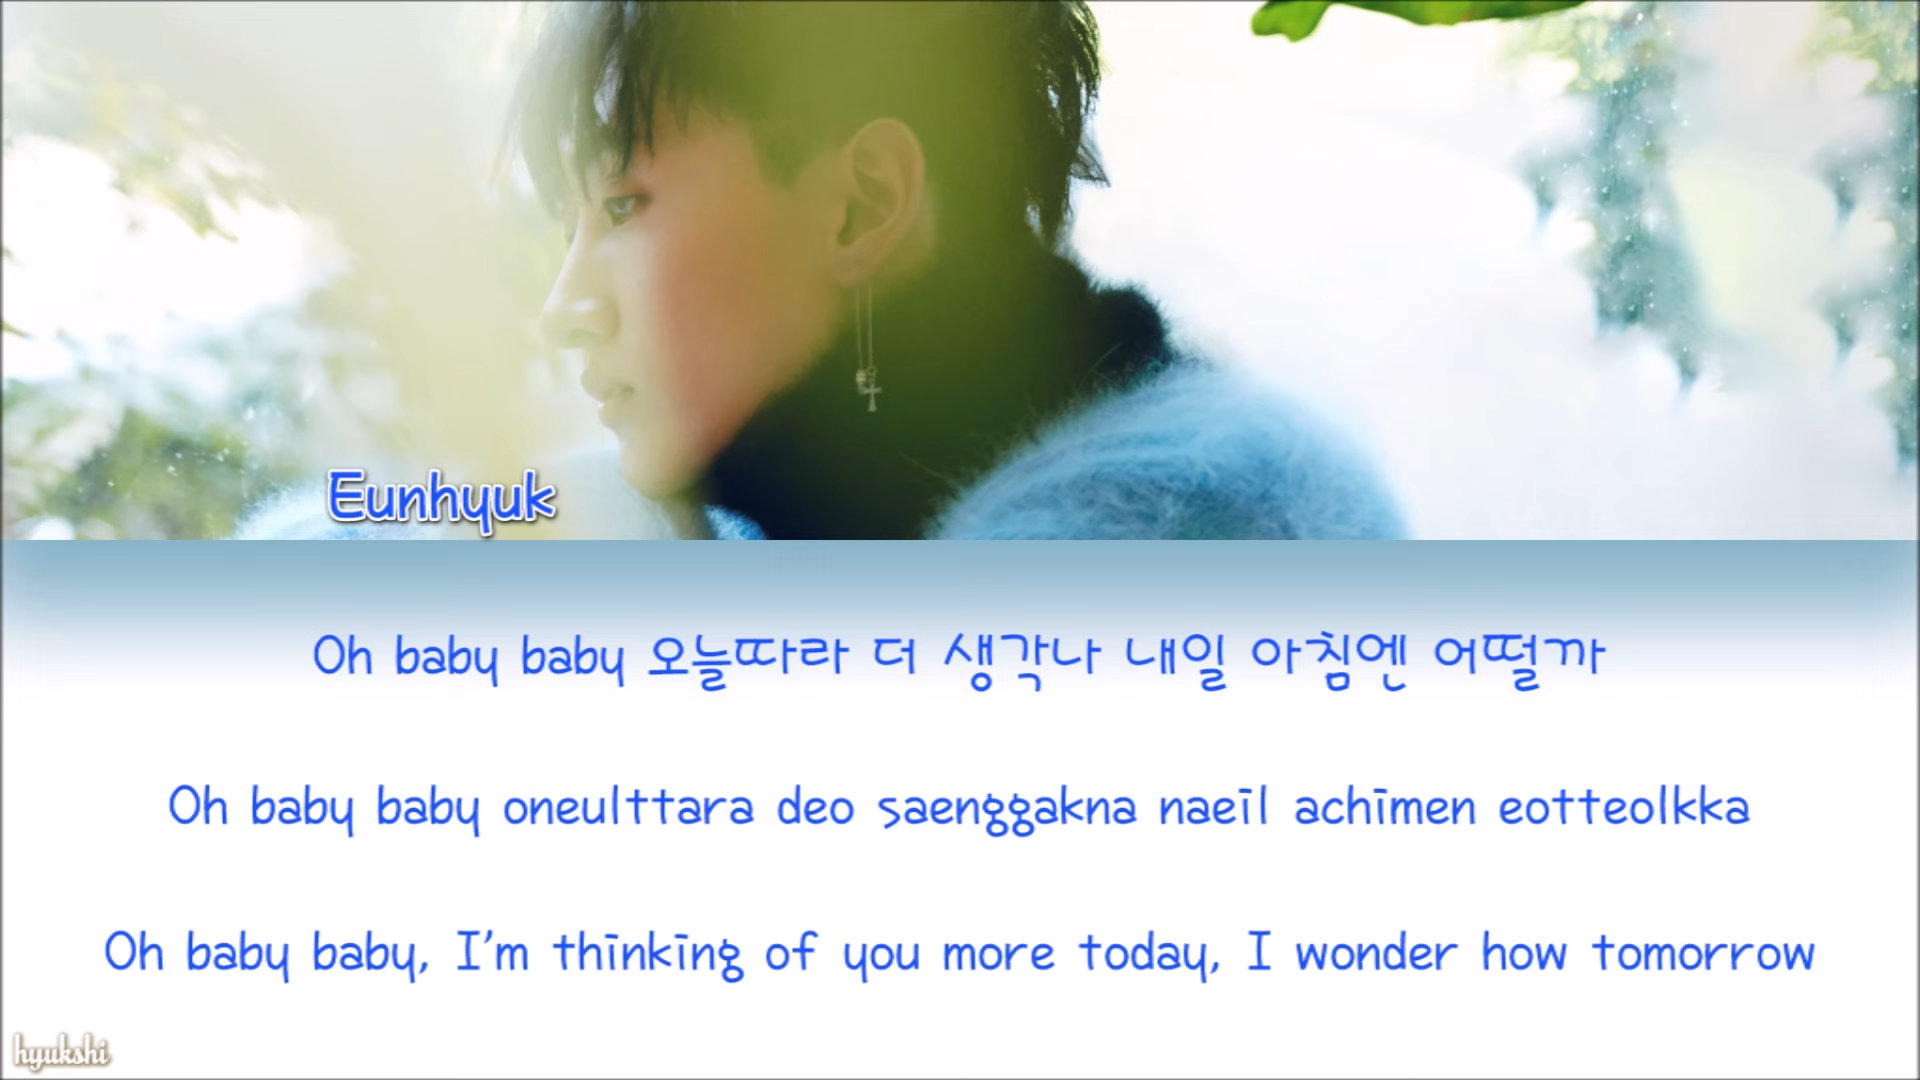 Eunhyuk
Oh baby baby 오늘따라 더 생각나 내일 아침엔 어떨까
Oh baby baby oneulttara deo saenggakna naeil achimen eotteolkka
Oh baby baby, I'm thinking of you more today, I wonder how tomorrow
hyukshi